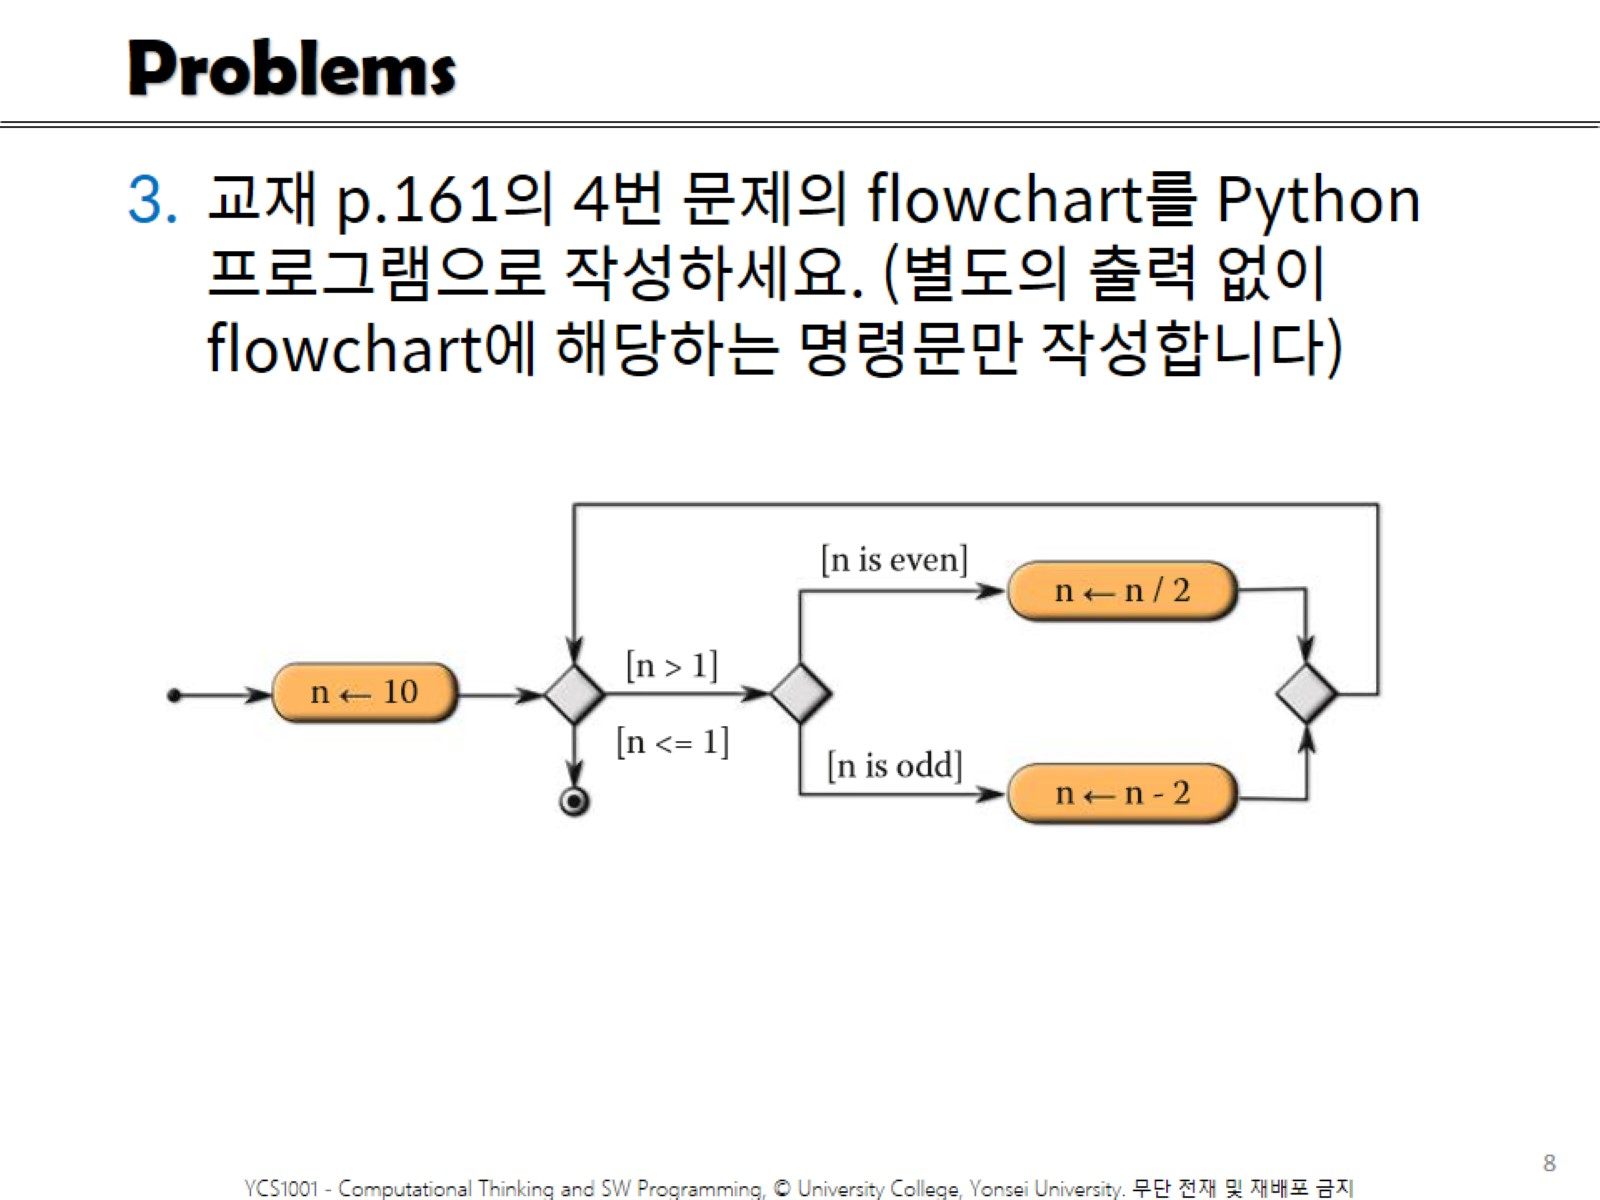 Problems
3. 교재 p.161의 4번 문제의 flowchart를 Python
프로그램으로 작성하세요. (별도의 출력 없이
flowchart에 해당하는 명령문만 작성합니다)
[n is even]
n ← n / 2
[n > 1]
n ← 10
[n <= 1]
[n is odd]
n ← n - 2
8
YCS1001 - Computational Thinking and SW Programming, © University College, Yonsei University. 무단 전재 및 재배포 금지